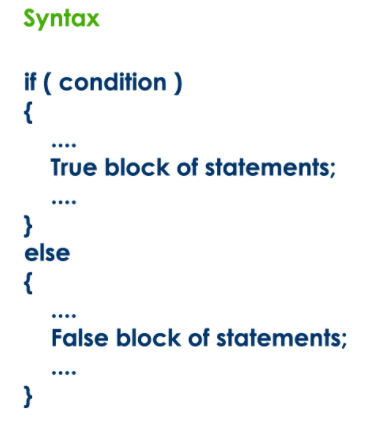 Syntax
if ( condition )
{
....
True block of statements;
....
}
else
{
....
False block of statements;
....
}